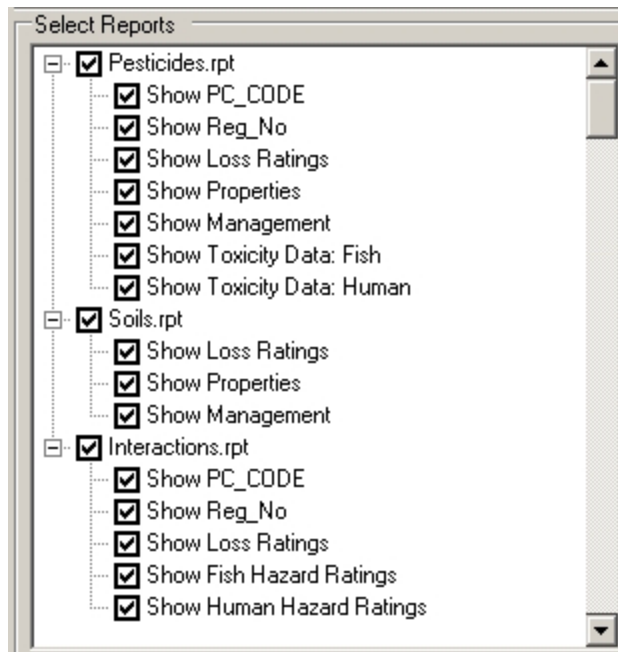 Select Reports
Pesticides.rpt
Show PC_CODE
Show Reg_No
Show Loss Ratings
Show Properties
Show Management
Show Toxicity Data: Fish
Show Toxicity Data: Human
Soils.rpt
Show Loss Ratings
Show Properties
Show Management
Interactions.rpt
Show PC_CODE
Show Reg_No
Show Loss Ratings
Show Fish Hazard Ratings
Show Human Hazard Ratings